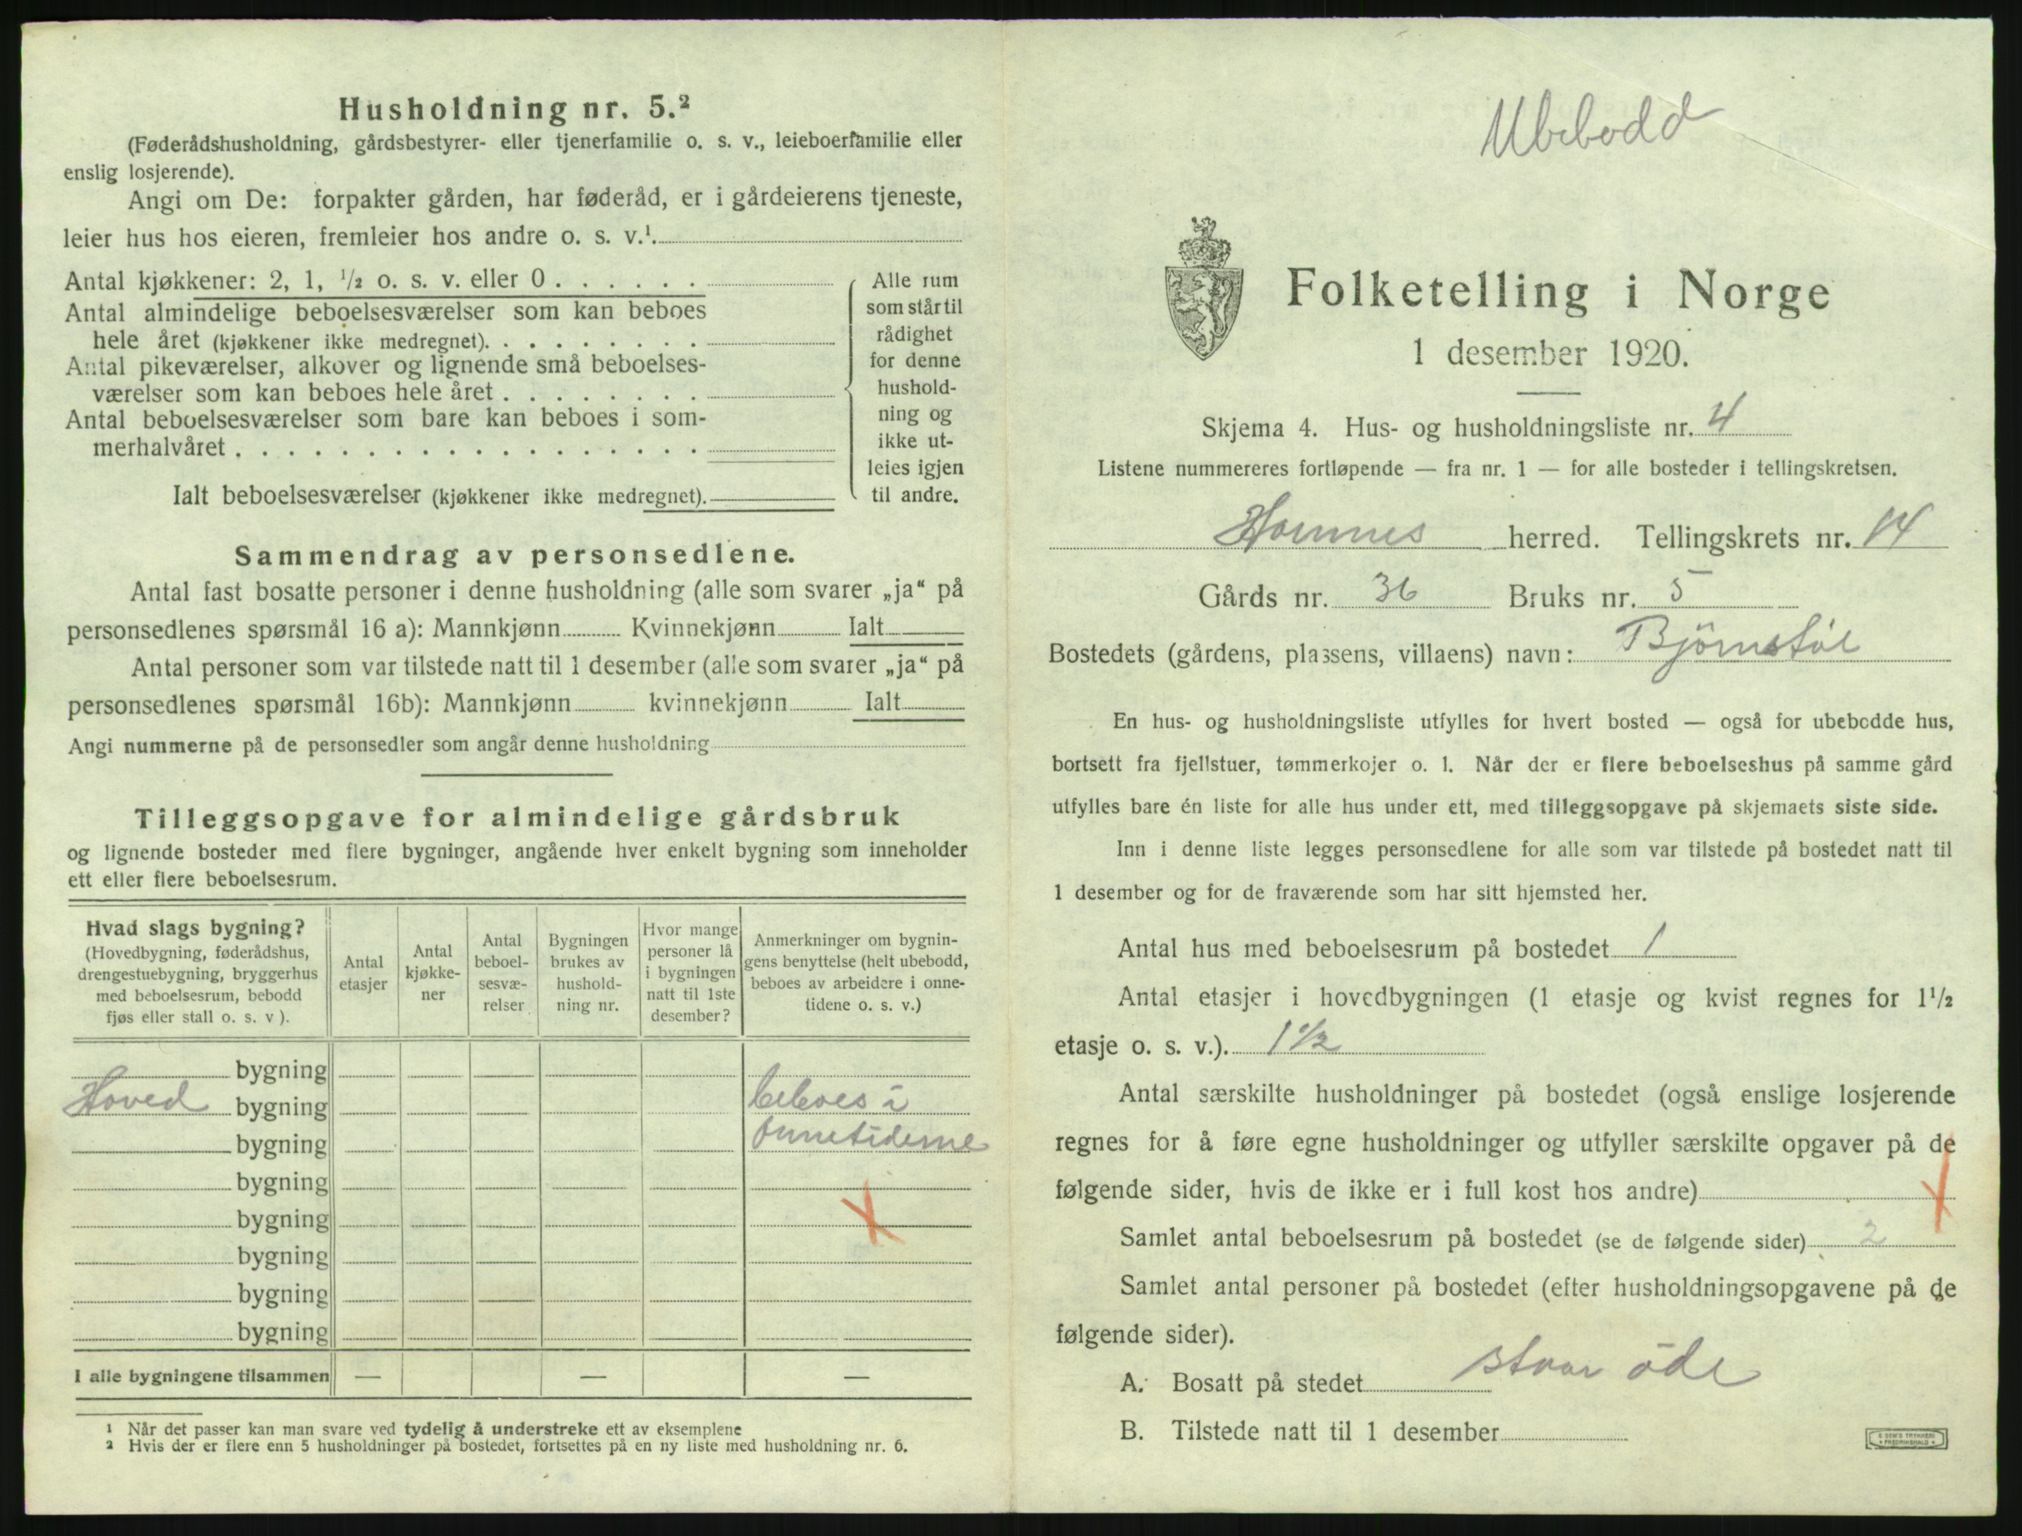 Husholdning nr. 5.²
(Føderådshusholdning, gårdsbestyrer- eller tjenerfamilie o. s. v., leieboerfamilie eller
enslig losjerende).
Angi om De: forpakter gården, har føderåd, er i gårdeierens tjeneste,
leier hus hos eieren, fremleier hos andre o. s. v.¹.
Antal kjøkkener: 2, 1, ½ o. s. v. eller 0
Antal almindelige beboelsesværelser som kan beboes
hele året (kjøkkener ikke medregnet).
Antal pikeværelser, alkover og lignende små beboelses-
værelser som kan beboes hele året
Antal beboelsesværelser som bare kan beboes i som-
merhalvåret
Ialt beboelsesværelser (kjøkkener ikke medregnet).
Alle rum
som står til
rådighet
for denne
hushold-
ning og
ikke ut-
leies igjen
til andre.
Sammendrag av personsedlene.
Antal fast bosatte personer i denne husholdning (alle som svarer „ja“ på
personsedlenes spørsmål 16 a): Mannkjønn Kvinnekjønn Ialt
Antal personer som var tilstede natt til 1 desember (alle som svarer „ja“ på
personsedlenes spørsmål 16b): Mannkjønn kvinnekjønn Ialt
Angi nummerne på de personsedler som angår denne husholdning
Tilleggsopgave for almindelige gårdsbruk
og lignende bosteder med flere bygninger, angående hver enkelt bygning som inneholder
ett eller flere beboelsesrum.
Hvad slags bygning?
(Hovedbygning, føderådshus,
drengestuebygning, bryggerhus
med beboelsesrum, bebodd
fjøs eller stall o. s. v ).
Antal
etasjer
Antal
kjøkke-
ner
Antal
beboel-
sesvæ-
relser
Bygningen
brukes av
hushold-
ning nr.
Hvor mange
personer lå
i bygningen
natt til 1ste
desember?
Anmerkninger om bygnin-
gens benyttelse (helt ubebodd,
beboes av arbeidere i onne-
tidene o. s. v.)
bygning
Hoved bygning beboes i
bygning onnetiderne
bygning
bygning X
bygning
bygning
bygning
I alle bygningene tilsammen — — —
¹ Når det passer kan man svare ved tydelig å understreke ett av eksemplene
² Hvis der er flere enn 5 husholdninger på bostedet, fortsettes på en ny liste med husholdning nr. 6.
Ubebodd
Folketelling i Norge
1 desember 1920.
Skjema 4. Hus- og husholdningsliste nr. 4
Listene nummereres fortløpende — fra nr. 1 — for alle bosteder i tellingskretsen.
Hornnes herred. Tellingskrets nr. 14
Gårds nr. 36 Bruks nr. 5
Bostedets (gårdens, plassens, villaens) navn: Bjørnstøl
En hus- og husholdningsliste utfylles for hvert bosted — også for ubebodde hus,
bortsett fra fjellstuer, tømmerkojer o. l. Når der er flere beboelseshus på samme gård
utfylles bare én liste for alle hus under ett, med tilleggsopgave på skjemaets siste side.
Inn i denne liste legges personsedlene for alle som var tilstede på bostedet natt til
1 desember og for de fraværende som har sitt hjemsted her.
Antal hus med beboelsesrum på bostedet 1
Antal etasjer i hovedbygningen (1 etasje og kvist regnes for 1½
etasje o. s. v.). 1½
Antal særskilte husholdninger på bostedet (også enslige losjerende
regnes for å føre egne husholdninger og utfyller særskilte opgaver på de
følgende sider, hvis de ikke er i full kost hos andre) X
Samlet antal beboelsesrum på bostedet (se de følgende sider) 2
Samlet antal personer på bostedet (efter husholdningsopgavene på de
følgende sider).
A. Bosatt på stedet staar öde
B. Tilstede natt til 1 desember